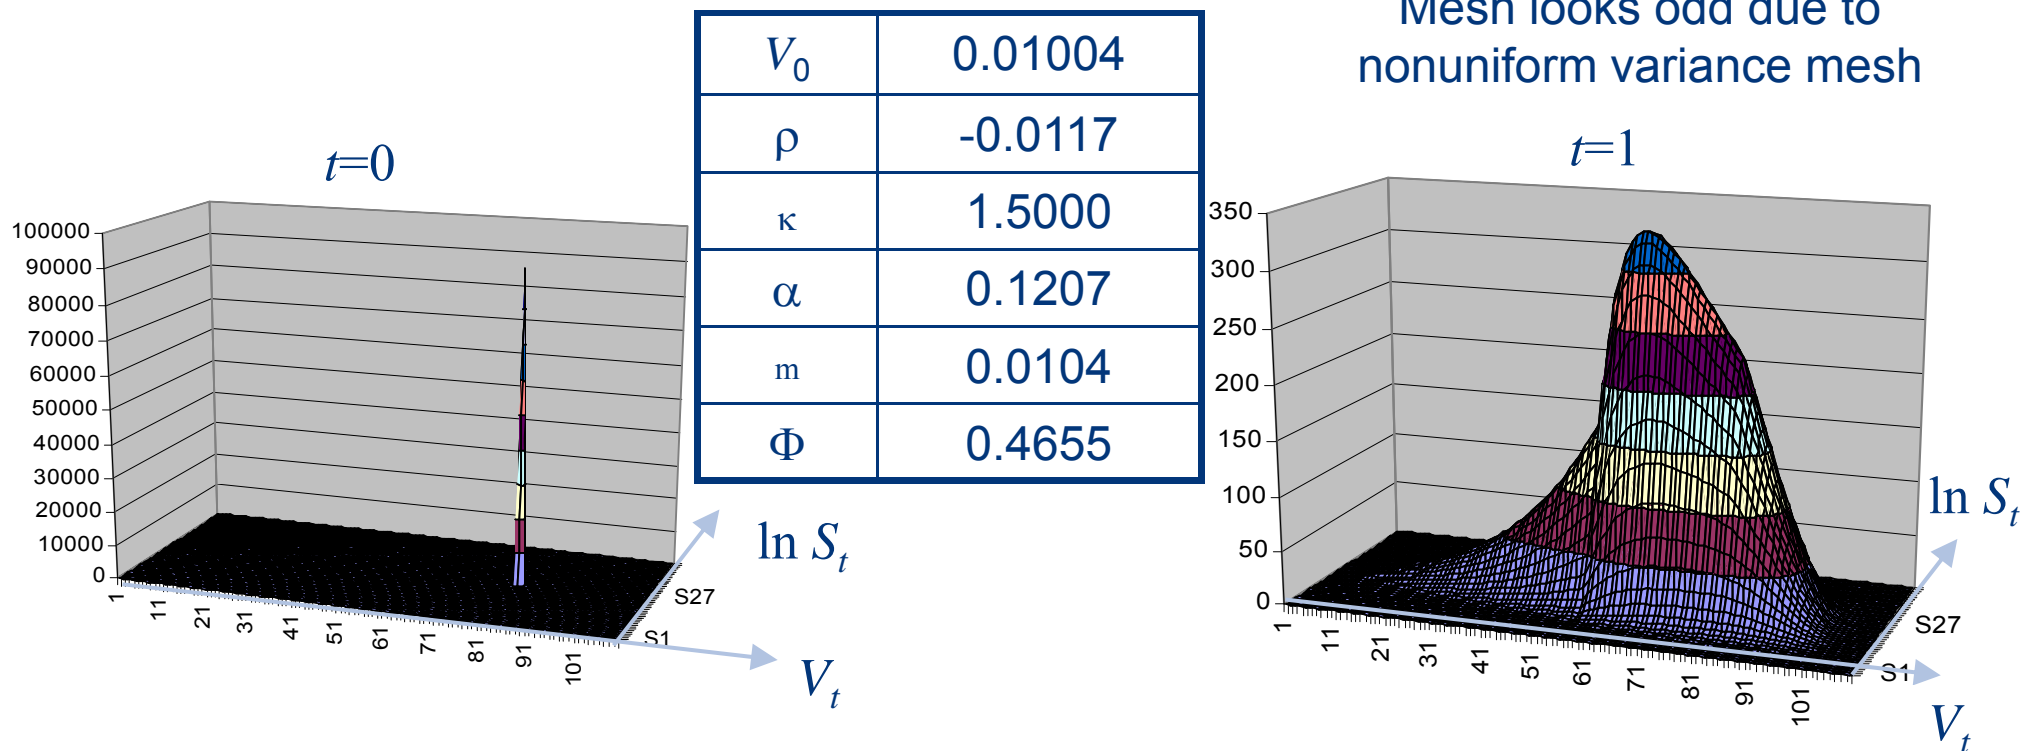 Mesh looks odd due to
nonuniform variance mesh
V0 0.01004
ρ -0.0117
κ 1.5000
α 0.1207
m 0.0104
Φ 0.4655
t=0
100000
90000
80000
70000
60000
50000
40000
30000
20000
10000
0
1 11 21 31 41 51 61 71 81 91 101
S1
S27
ln St
Vt
t=1
350
300
250
200
150
100
50
0
1 11 21 31 41 51 61 71 81 91 101
S1
S27
ln St
Vt